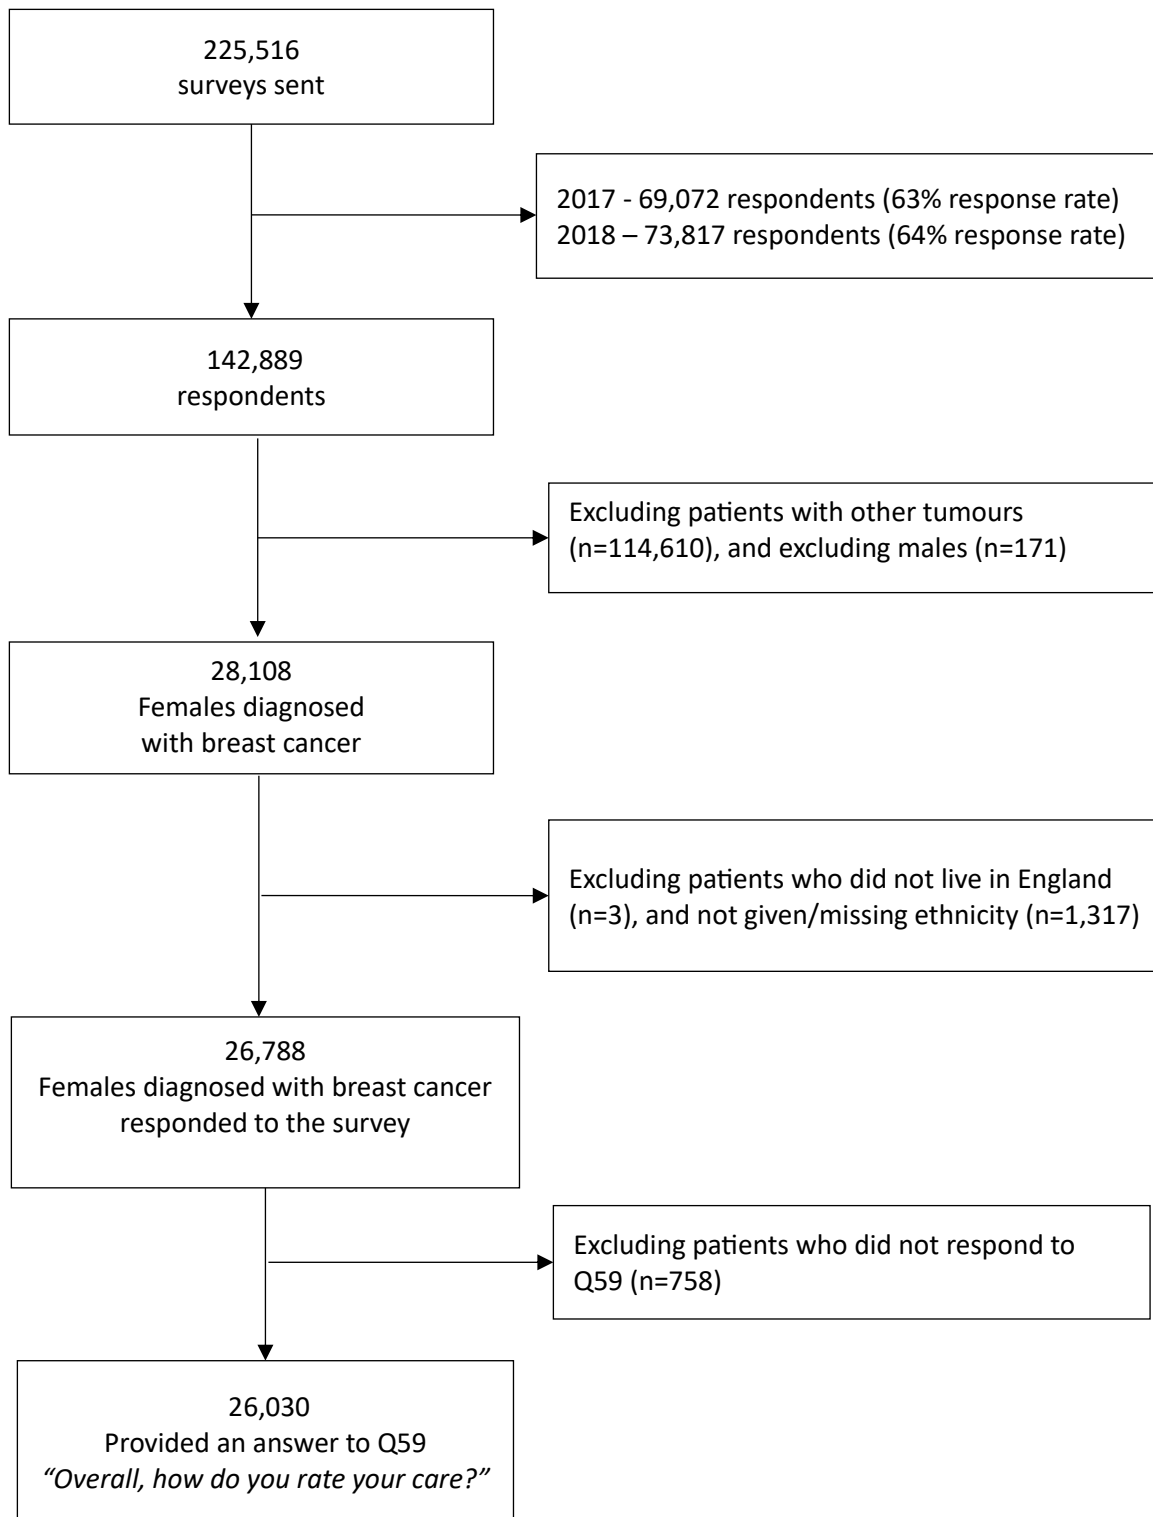 225,516
surveys sent
2017 - 69,072 respondents (63% response rate)
2018 – 73,817 respondents (64% response rate)
142,889
respondents
Excluding patients with other tumours
(n=114,610), and excluding males (n=171)
28,108
Females diagnosed
with breast cancer
Excluding patients who did not live in England
(n=3), and not given/missing ethnicity (n=1,317)
26,788
Females diagnosed with breast cancer
responded to the survey
Excluding patients who did not respond to
Q59 (n=758)
26,030
Provided an answer to Q59
“Overall, how do you rate your care?”